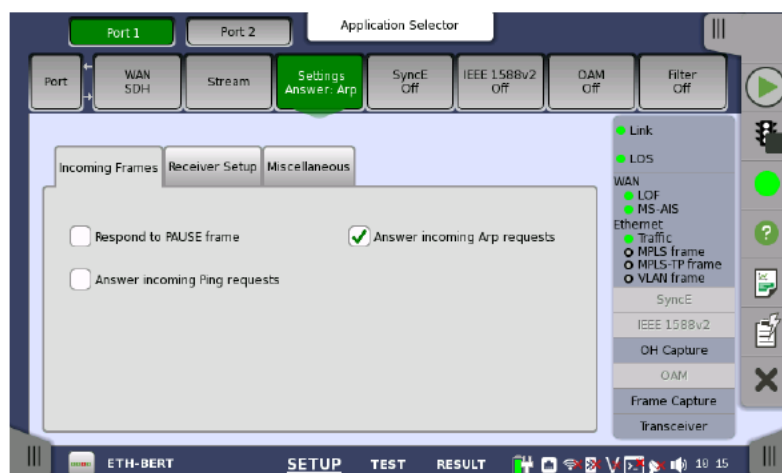 Port 1
Port 2
Application Selector
Port
WAN
SDH
Stream
Settings
Answer: Arp
SyncE
Off
IEEE 1588v2
Off
OAM
Off
Filter
Off
Incoming Frames
Receiver Setup
Miscellaneous
Respond to PAUSE frame
Answer incoming Arp requests
Answer incoming Ping requests
Link
LOS
WAN
LOF
MS-AIS
Ethernet
Traffic
MPLS frame
MPLS-TP frame
VLAN frame
SyncE
IEEE 1588v2
OH Capture
OAM
Frame Capture
Transceiver
ETH-BERT
SETUP
TEST
RESULT
18 15